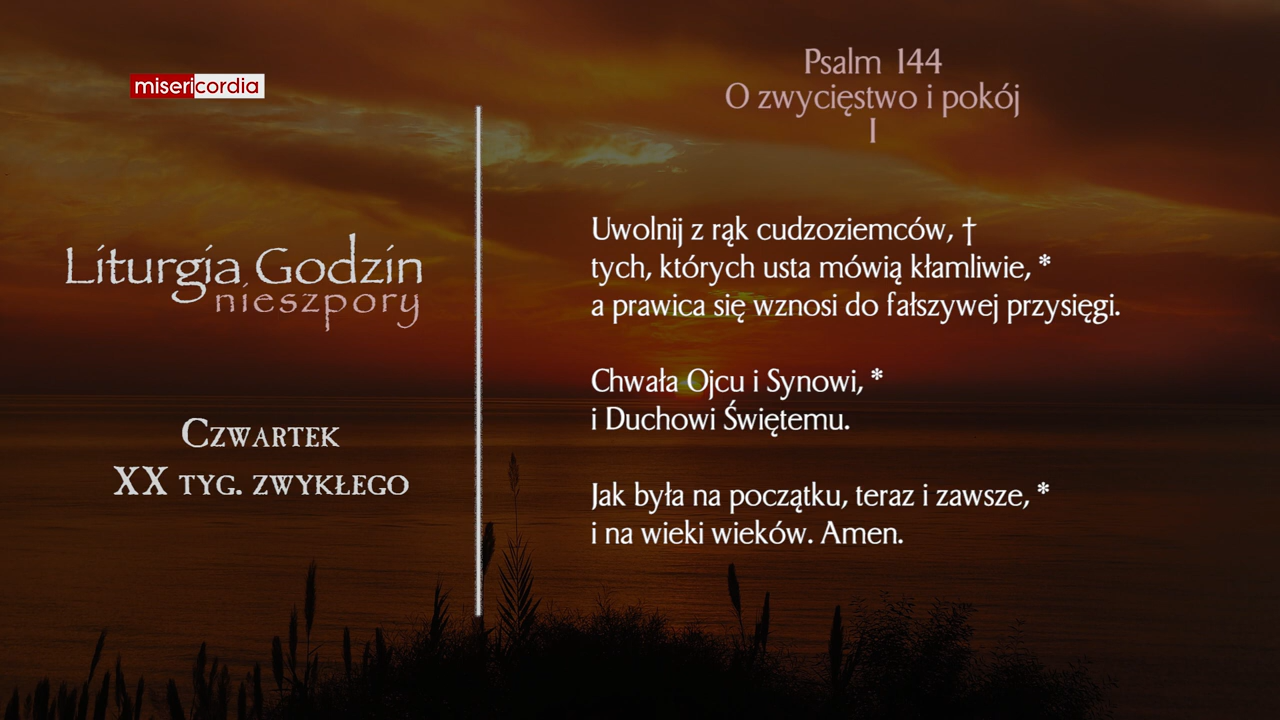 misericordia
Liturgia Godzin
nieszpory
Czwartek
XX tyg. zwykłego
Psalm 144
O zwycięstwo i pokój
I
Uwolnij z rąk cudzoziemców, †
tych, których usta mówią kłamliwie, *
a prawica się wznosi do fałszywej przysięgi.
Chwała Ojcu i Synowi, *
i Duchowi Świętemu.
Jak była na początku, teraz i zawsze, *
i na wieki wieków. Amen.